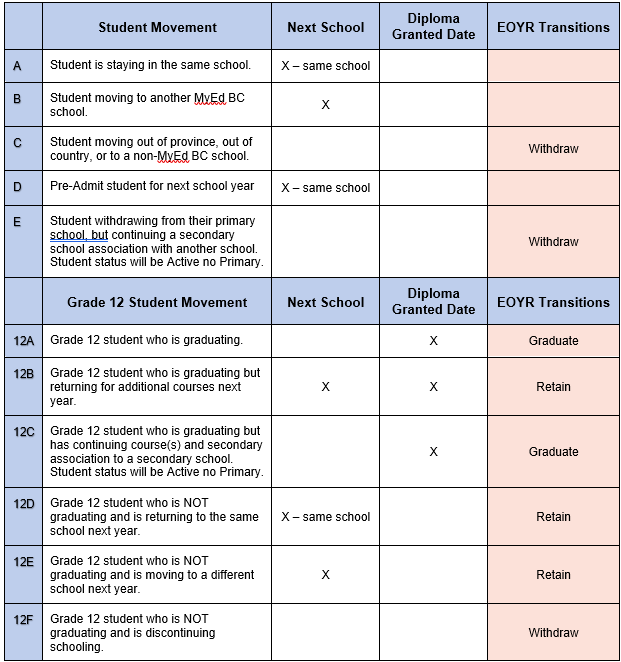 Student Movement
Next School
Diploma
Granted Date
EOYR Transitions
A
Student is staying in the same school.
X – same school
B
Student moving to another MyEd BC
school.
X
C
Student moving out of province, out of
country, or to a non-MyEd BC school.
Withdraw
D
Pre-Admit student for next school year
X – same school
E
Student withdrawing from their primary
school, but continuing a secondary
school association with another school.
Student status will be Active no Primary.
Withdraw
Grade 12 Student Movement
Next School
Diploma
Granted Date
EOYR Transitions
12A
Grade 12 student who is graduating.
X
Graduate
12B
Grade 12 student who is graduating but
returning for additional courses next
year.
X
X
Retain
12C
Grade 12 student who is graduating but
has continuing course(s) and secondary
association to a secondary school.
Student status will be Active no Primary.
X
Graduate
12D
Grade 12 student who is NOT
graduating and is returning to the same
school next year.
X – same school
Retain
12E
Grade 12 student who is NOT
graduating and is moving to a different
school next year.
X
Retain
12F
Grade 12 student who is NOT
graduating and is discontinuing
schooling.
Withdraw